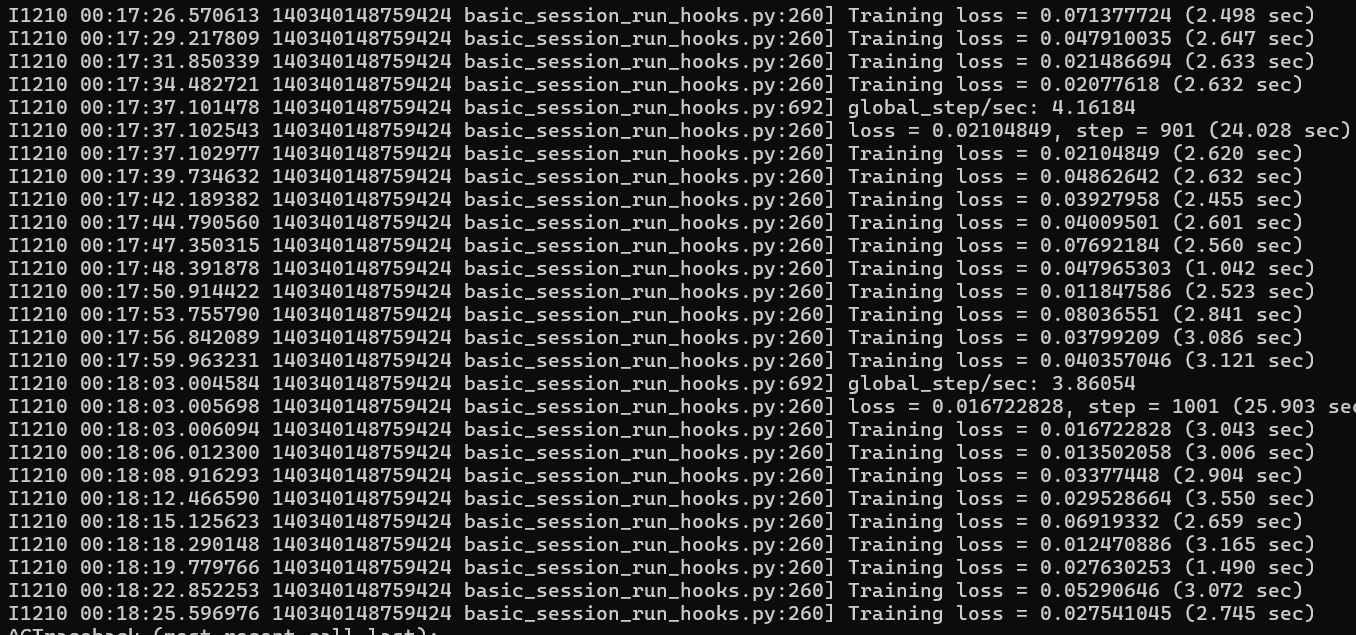 I1210 00:17:26.570613 140340148759424 basic_session_run_hooks.py:260] Training loss = 0.071377724 (2.498 sec)
I1210 00:17:29.217809 140340148759424 basic_session_run_hooks.py:260] Training loss = 0.047910035 (2.647 sec)
I1210 00:17:31.850339 140340148759424 basic_session_run_hooks.py:260] Training loss = 0.021486694 (2.633 sec)
I1210 00:17:34.482721 140340148759424 basic_session_run_hooks.py:260] Training loss = 0.02077618 (2.632 sec)
I1210 00:17:37.101478 140340148759424 basic_session_run_hooks.py:692] global_step/sec: 4.16184
I1210 00:17:37.102543 140340148759424 basic_session_run_hooks.py:260] loss = 0.02104849, step = 901 (24.028 sec)
I1210 00:17:37.102977 140340148759424 basic_session_run_hooks.py:260] Training loss = 0.02104849 (2.620 sec)
I1210 00:17:39.734632 140340148759424 basic_session_run_hooks.py:260] Training loss = 0.04862642 (2.632 sec)
I1210 00:17:42.189382 140340148759424 basic_session_run_hooks.py:260] Training loss = 0.03927958 (2.455 sec)
I1210 00:17:44.790560 140340148759424 basic_session_run_hooks.py:260] Training loss = 0.04009501 (2.601 sec)
I1210 00:17:47.350315 140340148759424 basic_session_run_hooks.py:260] Training loss = 0.07692184 (2.560 sec)
I1210 00:17:48.391878 140340148759424 basic_session_run_hooks.py:260] Training loss = 0.047965303 (1.042 sec)
I1210 00:17:50.914422 140340148759424 basic_session_run_hooks.py:260] Training loss = 0.011847586 (2.523 sec)
I1210 00:17:53.755790 140340148759424 basic_session_run_hooks.py:260] Training loss = 0.08036551 (2.841 sec)
I1210 00:17:56.842089 140340148759424 basic_session_run_hooks.py:260] Training loss = 0.03799209 (3.086 sec)
I1210 00:17:59.963231 140340148759424 basic_session_run_hooks.py:260] Training loss = 0.040357046 (3.121 sec)
I1210 00:18:03.004584 140340148759424 basic_session_run_hooks.py:692] global_step/sec: 3.86054
I1210 00:18:03.005698 140340148759424 basic_session_run_hooks.py:260] loss = 0.016722828, step = 1001 (25.903 sec
I1210 00:18:03.006094 140340148759424 basic_session_run_hooks.py:260] Training loss = 0.016722828 (3.043 sec)
I1210 00:18:06.012300 140340148759424 basic_session_run_hooks.py:260] Training loss = 0.013502058 (3.006 sec)
I1210 00:18:08.916293 140340148759424 basic_session_run_hooks.py:260] Training loss = 0.03377448 (2.904 sec)
I1210 00:18:12.466590 140340148759424 basic_session_run_hooks.py:260] Training loss = 0.029528664 (3.550 sec)
I1210 00:18:15.125623 140340148759424 basic_session_run_hooks.py:260] Training loss = 0.06919332 (2.659 sec)
I1210 00:18:18.290148 140340148759424 basic_session_run_hooks.py:260] Training loss = 0.012470886 (3.165 sec)
I1210 00:18:19.779766 140340148759424 basic_session_run_hooks.py:260] Training loss = 0.027630253 (1.490 sec)
I1210 00:18:22.852253 140340148759424 basic_session_run_hooks.py:260] Training loss = 0.05290646 (3.072 sec)
I1210 00:18:25.596976 140340148759424 basic_session_run_hooks.py:260] Training loss = 0.027541045 (2.745 sec)
^CTraceback (most recent call last):